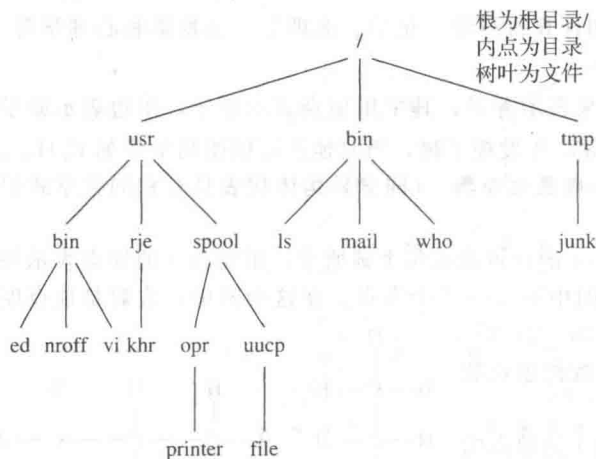 根为根目录/
内点为目录
树叶为文件
/
usr bin tmp
bin rje spool ls mail who junk
ed nroff vi khr opr uucp
printer file